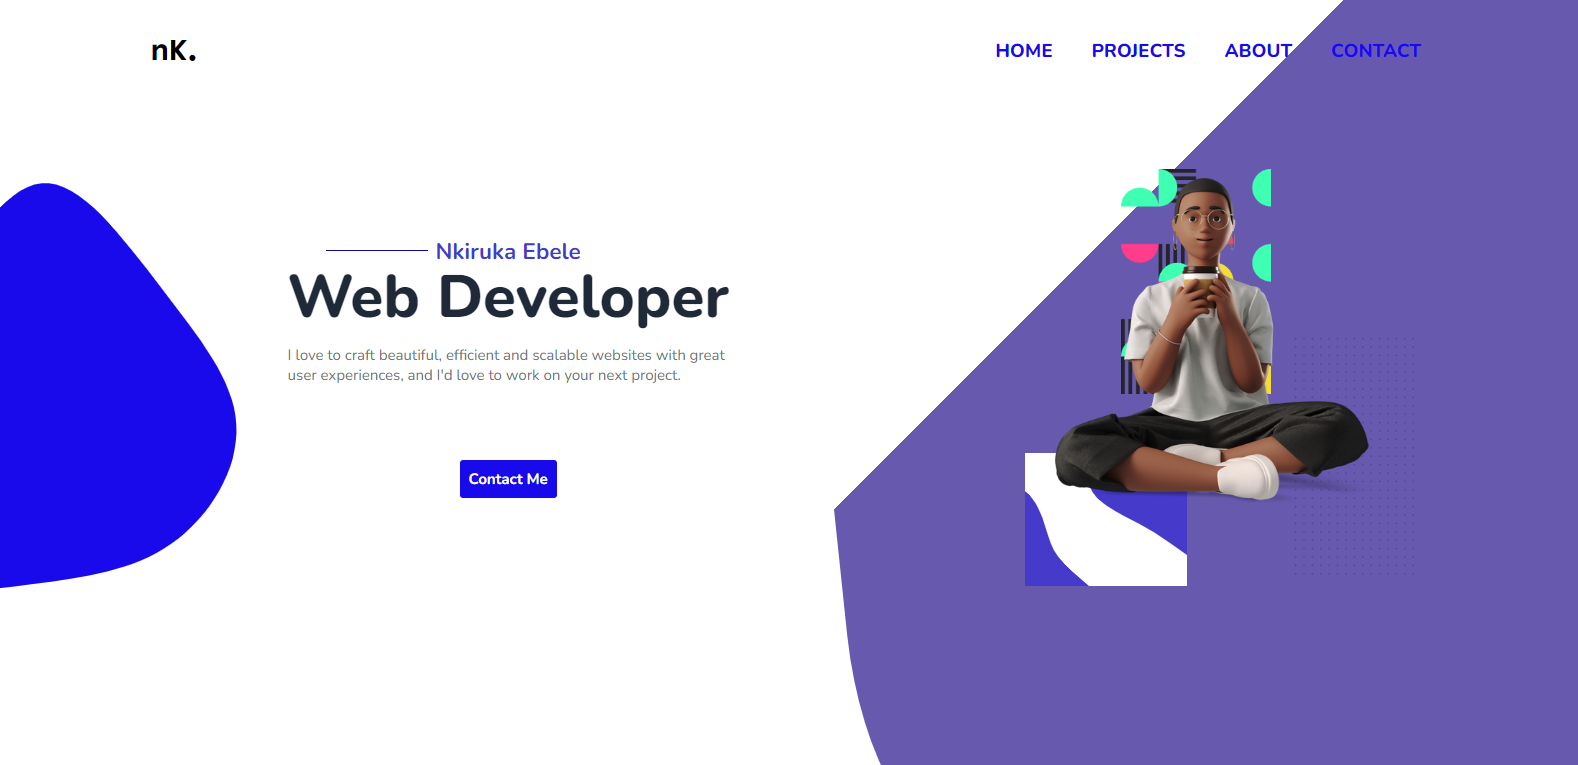 nK.
HOME PROJECTS ABOUT CONTACT
Nkiruka Ebele
Web Developer
I love to craft beautiful, efficient and scalable websites with great
user experiences, and I'd love to work on your next project.
Contact Me